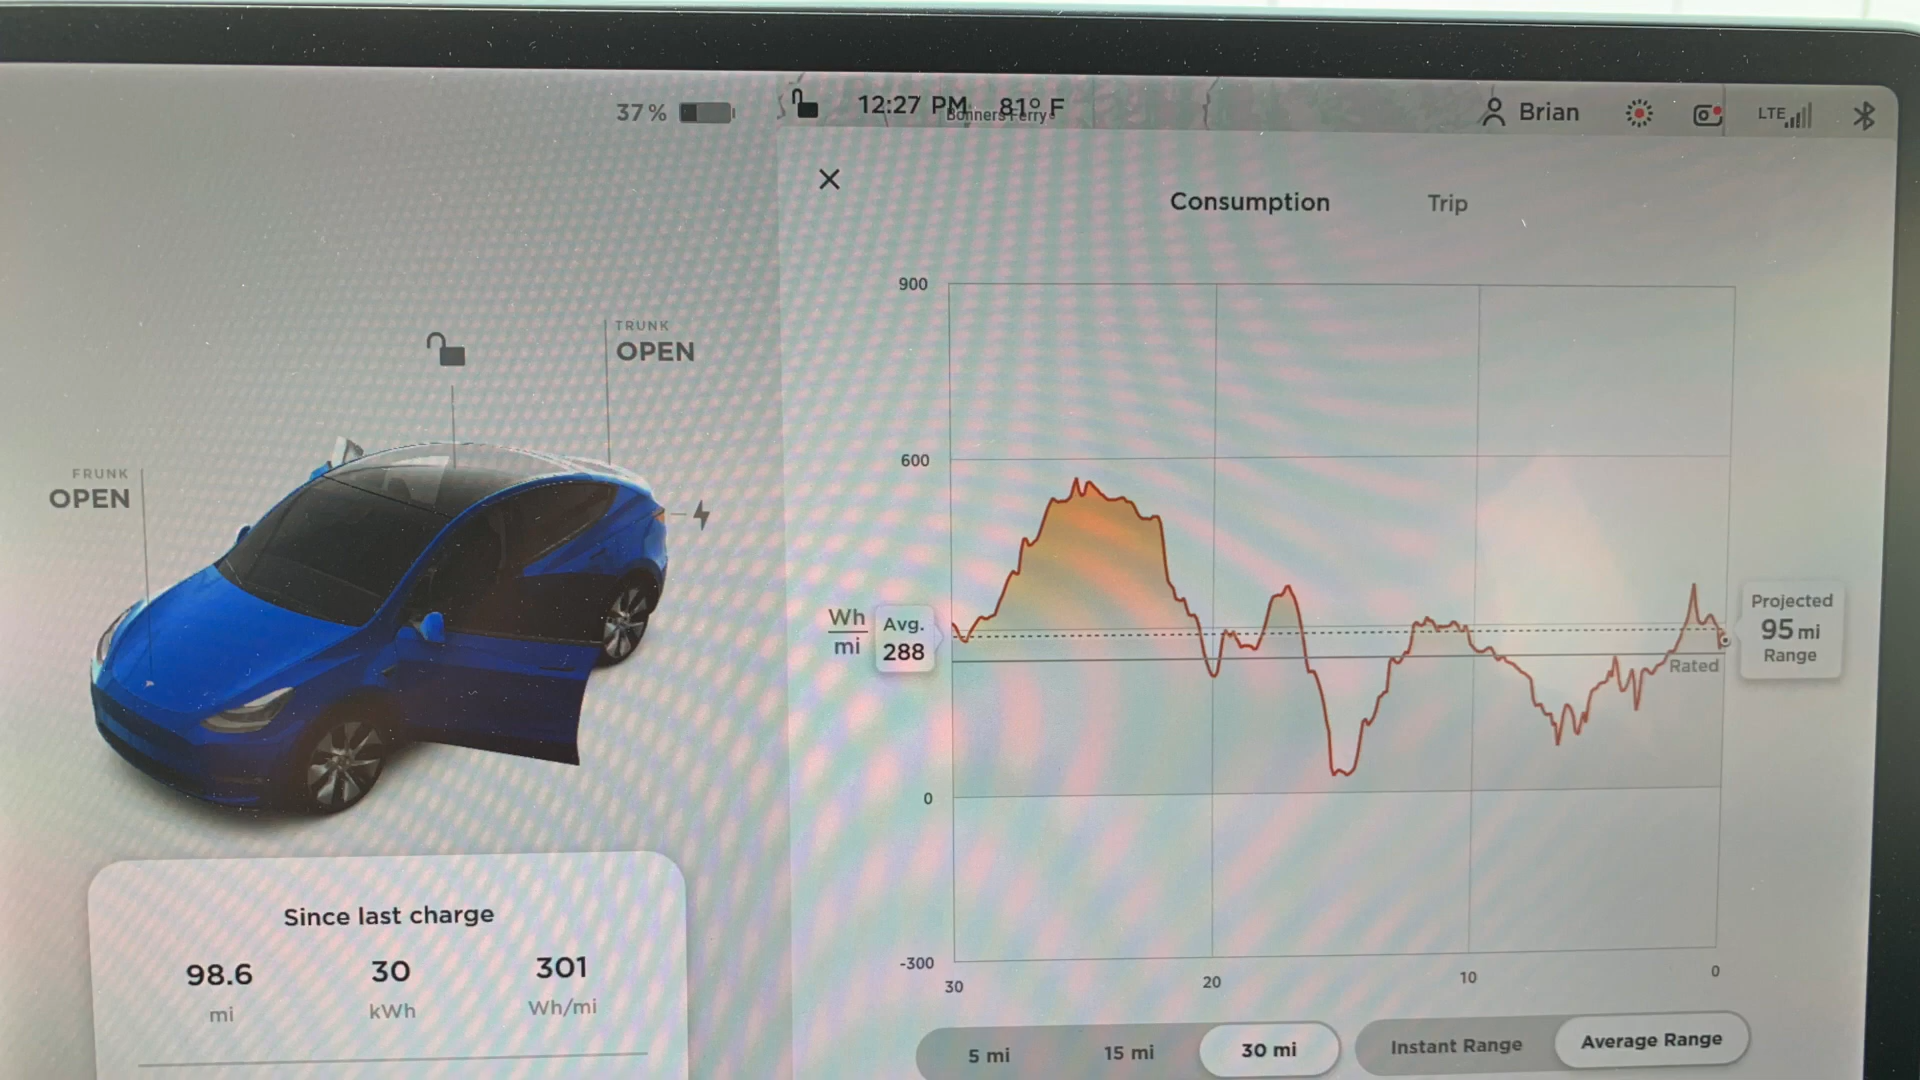 37 %
12:27 PM 81° F
Bonners Ferry
Brian
LTE
Consumption Trip
TRUNK
OPEN
FRUNK
OPEN
900
600
0
-300
Wh
mi
Avg.
288
Projected
95 mi
Range
Rated
30 20 10 0
Since last charge
98.6 30 301
mi kWh Wh/mi
5 mi 15 mi 30 mi
Instant Range Average Range